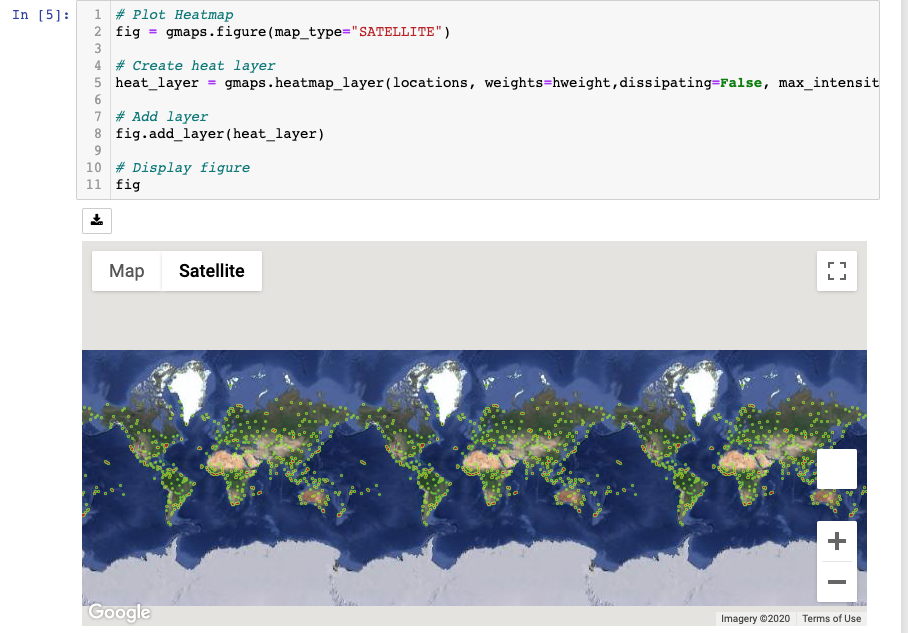 In [5]:
1 # Plot Heatmap
2 fig = gmaps.figure(map_type="SATELLITE")
3
4 # Create heat layer
5 heat_layer = gmaps.heatmap_layer(locations, weights=hweight,dissipating=False, max_intensit
6
7 # Add layer
8 fig.add_layer(heat_layer)
9
10 # Display figure
11 fig
Map Satellite
Google
Imagery ©2020 Terms of Use